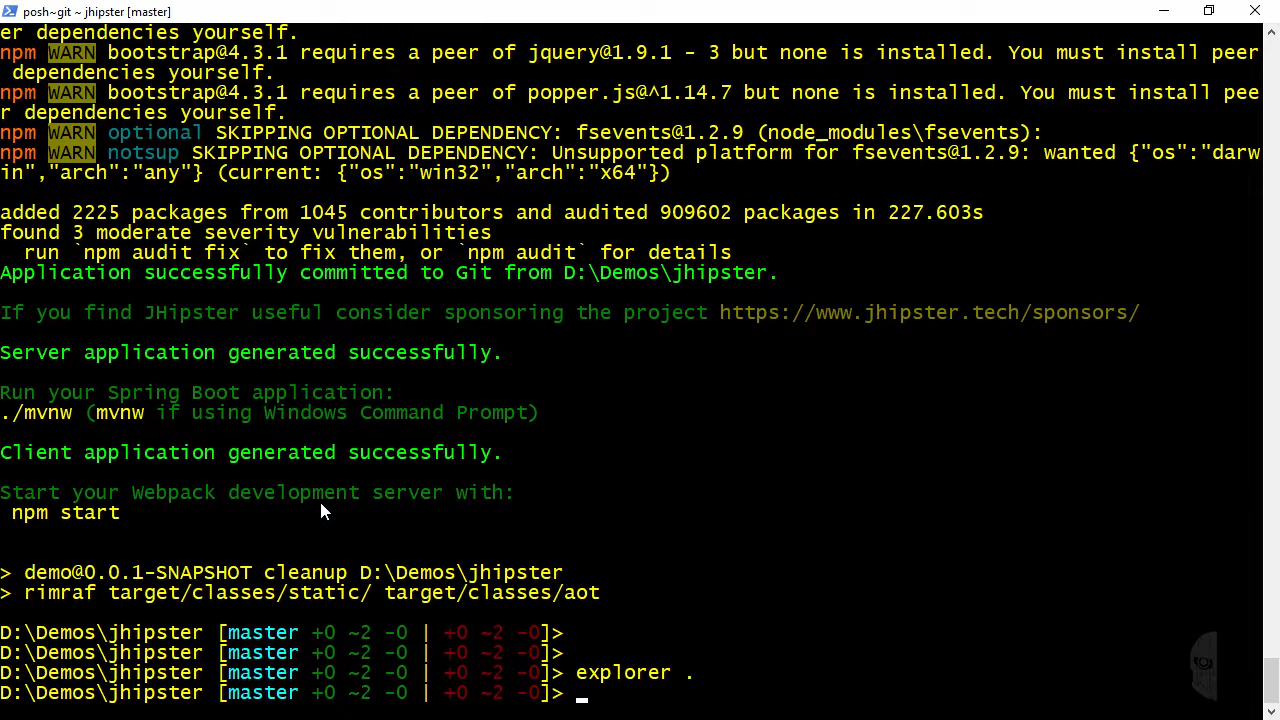 posh~git ~ jhipster [master]
er dependencies yourself.
npm WARN bootstrap@4.3.1 requires a peer of jquery@1.9.1 - 3 but none is installed. You must install peer
 dependencies yourself.
npm WARN bootstrap@4.3.1 requires a peer of popper.js@^1.14.7 but none is installed. You must install pee
r dependencies yourself.
npm WARN optional SKIPPING OPTIONAL DEPENDENCY: fsevents@1.2.9 (node_modules\fsevents):
npm WARN notsup SKIPPING OPTIONAL DEPENDENCY: Unsupported platform for fsevents@1.2.9: wanted {"os":"darw
in","arch":"any"} (current: {"os":"win32","arch":"x64"})
added 2225 packages from 1045 contributors and audited 909602 packages in 227.603s
found 3 moderate severity vulnerabilities
  run `npm audit fix` to fix them, or `npm audit` for details
Application successfully committed to Git from D:\Demos\jhipster.
If you find JHipster useful consider sponsoring the project https://www.jhipster.tech/sponsors/
Server application generated successfully.
Run your Spring Boot application:
./mvnw (mvnw if using Windows Command Prompt)
Client application generated successfully.
Start your Webpack development server with:
 npm start
> demo@0.0.1-SNAPSHOT cleanup D:\Demos\jhipster
> rimraf target/classes/static/ target/classes/aot
D:\Demos\jhipster [master +0 ~2 -0 | +0 ~2 -0]>
D:\Demos\jhipster [master +0 ~2 -0 | +0 ~2 -0]>
D:\Demos\jhipster [master +0 ~2 -0 | +0 ~2 -0]> explorer .
D:\Demos\jhipster [master +0 ~2 -0 | +0 ~2 -0]>